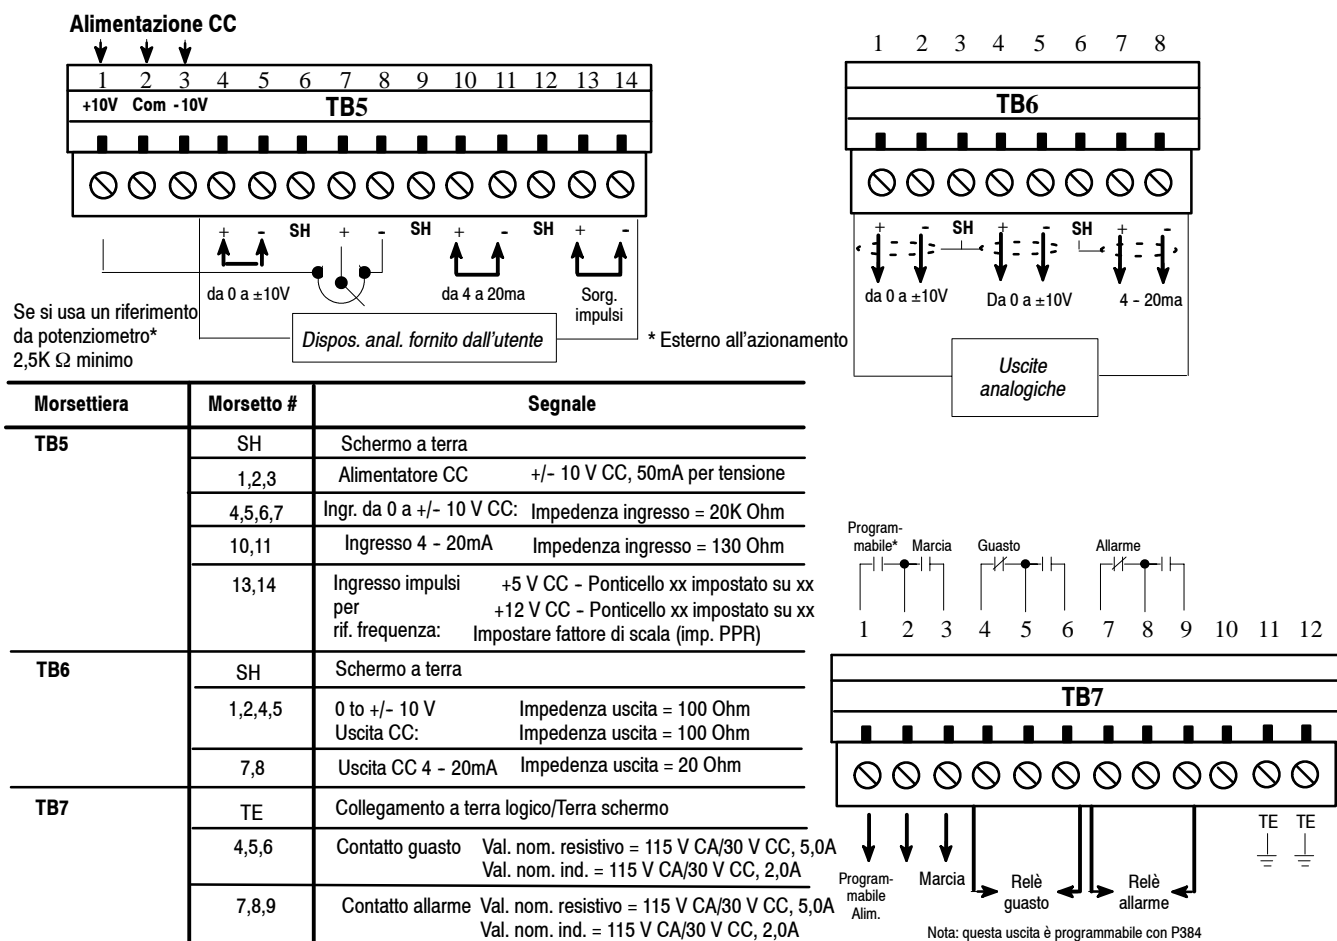 Alimentazione CC
1 2 3 4 5 6 7 8 9 10 11 12 13 14
+10V Com -10V TB5
+ - SH + - SH + - SH + -
da 0 a ±10V
da 4 a 20ma
Sorg.
impulsi
Se si usa un riferimento
da potenziometro*
2,5K Ω minimo
Dispos. anal. fornito dall'utente
* Esterno all'azionamento
1 2 3 4 5 6 7 8
TB6
+ - SH + - SH + -
da 0 a ±10V
Da 0 a ±10V
4 - 20ma
Uscite
analogiche
Morsettiera Morsetto # Segnale
TB5 SH Schermo a terra
1,2,3 Alimentatore CC +/- 10 V CC, 50mA per tensione
4,5,6,7 Ingr. da 0 a +/- 10 V CC: Impedenza ingresso = 20K Ohm
10,11 Ingresso 4 - 20mA Impedenza ingresso = 130 Ohm
13,14 Ingresso impulsi +5 V CC - Ponticello xx impostato su xx
per +12 V CC - Ponticello xx impostato su xx
rif. frequenza: Impostare fattore di scala (imp. PPR)
TB6 SH Schermo a terra
1,2,4,5 0 to +/- 10 V Impedenza uscita = 100 Ohm
Uscita CC: Impedenza uscita = 100 Ohm
7,8 Uscita CC 4 - 20mA Impedenza uscita = 20 Ohm
TB7 TE Collegamento a terra logico/Terra schermo
4,5,6 Contatto guasto Val. nom. resistivo = 115 V CA/30 V CC, 5,0A
Val. nom. ind. = 115 V CA/30 V CC, 2,0A
7,8,9 Contatto allarme Val. nom. resistivo = 115 V CA/30 V CC, 5,0A
Val. nom. ind. = 115 V CA/30 V CC, 2,0A
Program-
mabile* Marcia Guasto Allarme
1 2 3 4 5 6 7 8 9 10 11 12
TB7
TE TE
Program-
mabile
Alim.
Marcia
Relè
guasto
Relè
allarme
Nota: questa uscita è programmabile con P384